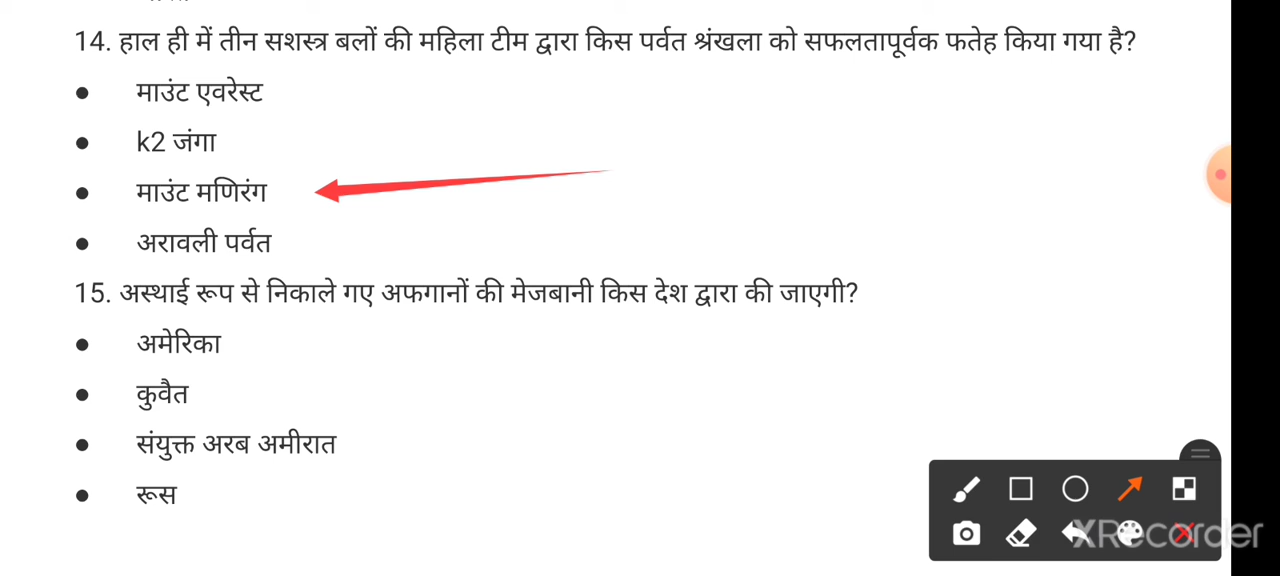 14. हाल ही में तीन सशस्त्र बलों की महिला टीम द्वारा किस पर्वत श्रंखला को सफलतापूर्वक फतेह किया गया है?
● माउंट एवरेस्ट
● k2 जंगा
● माउंट मणिरंग
● अरावली पर्वत
15. अस्थाई रूप से निकाले गए अफगानों की मेजबानी किस देश द्वारा की जाएगी?
● अमेरिका
● कुवैत
● संयुक्त अरब अमीरात
● रूस
XRecorder